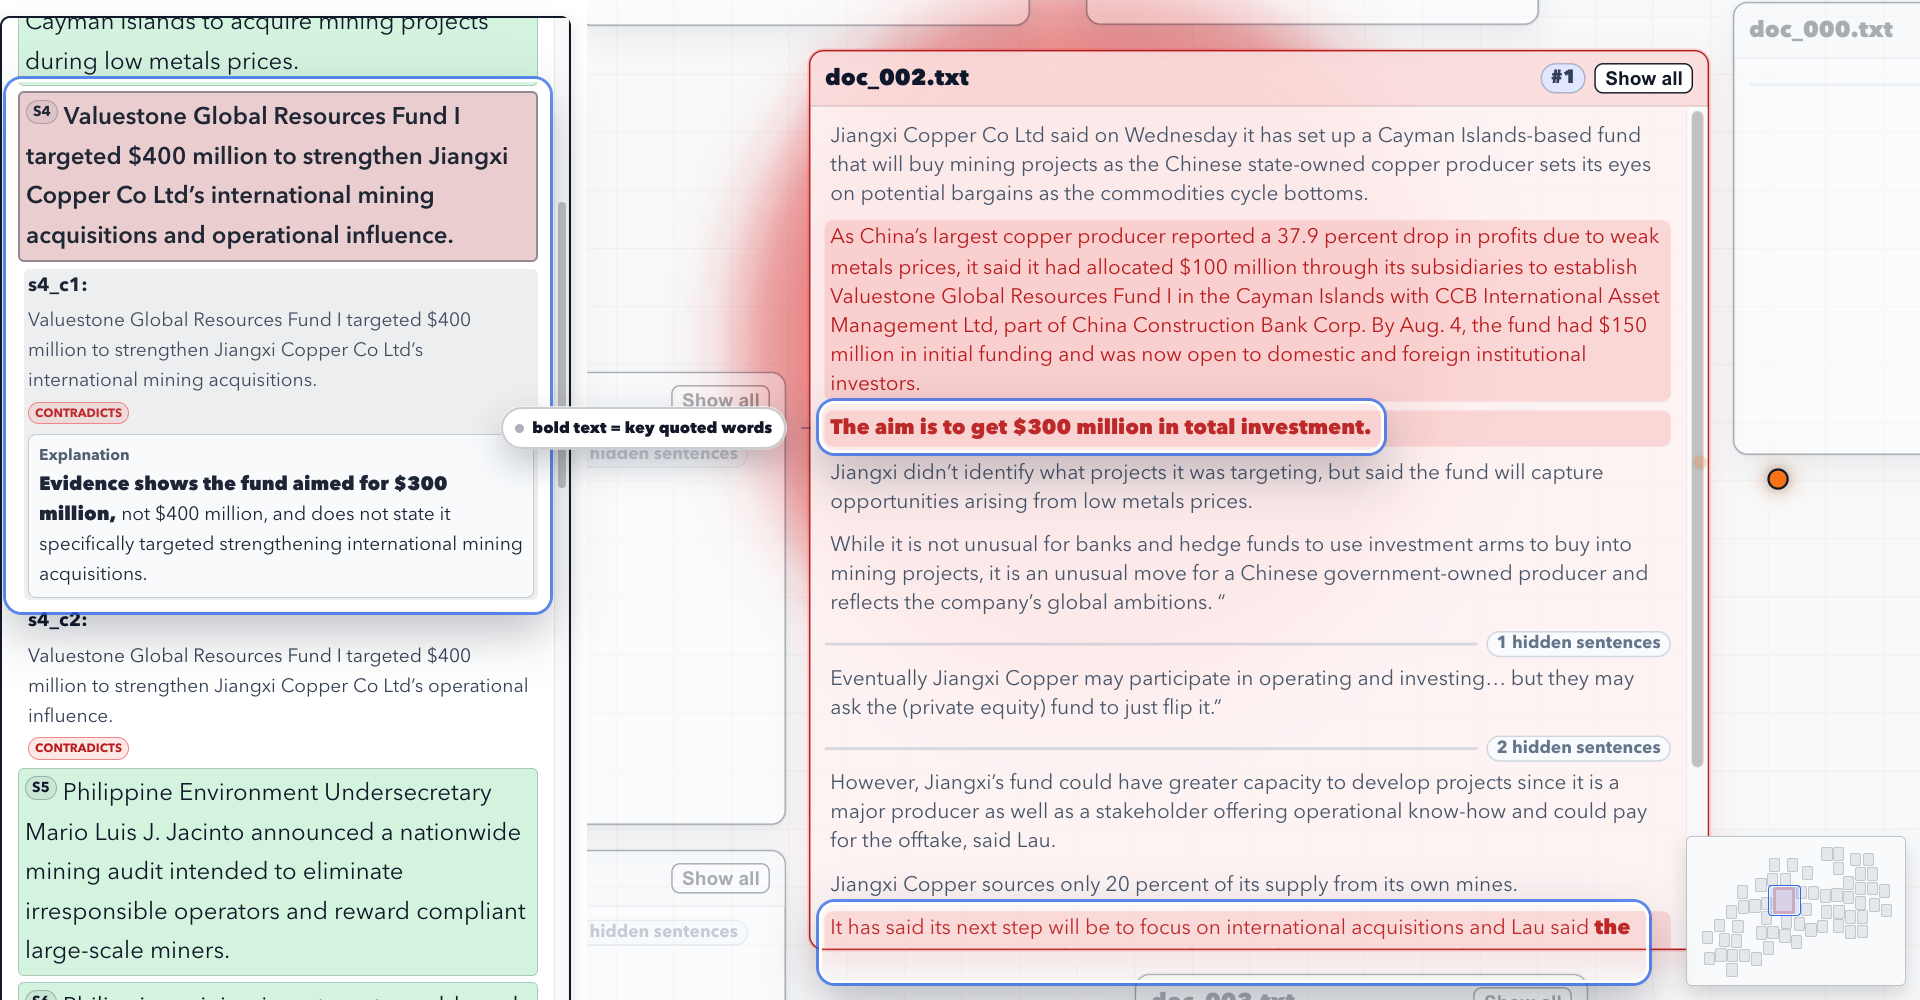 Cayman Islands to acquire mining projects
during low metals prices.
S4 Valuestone Global Resources Fund I
targeted $400 million to strengthen Jiangxi
Copper Co Ltd’s international mining
acquisitions and operational influence.
s4_c1:
Valuestone Global Resources Fund I targeted $400
million to strengthen Jiangxi Copper Co Ltd’s
international mining acquisitions.
CONTRADICTS
Explanation
Evidence shows the fund aimed for $300
million, not $400 million, and does not state it
specifically targeted strengthening international mining
acquisitions.
s4_c2:
Valuestone Global Resources Fund I targeted $400
million to strengthen Jiangxi Copper Co Ltd’s operational
influence.
CONTRADICTS
S5 Philippine Environment Undersecretary
Mario Luis J. Jacinto announced a nationwide
mining audit intended to eliminate
irresponsible operators and reward compliant
large-scale miners.
Show all
bold text = key quoted words
hidden sentences
Show all
hidden sentences
doc_002.txt
#1
Show all
Jiangxi Copper Co Ltd said on Wednesday it has set up a Cayman Islands-based fund
that will buy mining projects as the Chinese state-owned copper producer sets its eyes
on potential bargains as the commodities cycle bottoms.
As China’s largest copper producer reported a 37.9 percent drop in profits due to weak
metals prices, it said it had allocated $100 million through its subsidiaries to establish
Valuestone Global Resources Fund I in the Cayman Islands with CCB International Asset
Management Ltd, part of China Construction Bank Corp. By Aug. 4, the fund had $150
million in initial funding and was now open to domestic and foreign institutional
investors.
The aim is to get $300 million in total investment.
Jiangxi didn’t identify what projects it was targeting, but said the fund will capture
opportunities arising from low metals prices.
While it is not unusual for banks and hedge funds to use investment arms to buy into
mining projects, it is an unusual move for a Chinese government-owned producer and
reflects the company’s global ambitions. “
1 hidden sentences
Eventually Jiangxi Copper may participate in operating and investing… but they may
ask the (private equity) fund to just flip it.”
2 hidden sentences
However, Jiangxi’s fund could have greater capacity to develop projects since it is a
major producer as well as a stakeholder offering operational know-how and could pay
for the offtake, said Lau.
Jiangxi Copper sources only 20 percent of its supply from its own mines.
It has said its next step will be to focus on international acquisitions and Lau said the
doc_000.txt